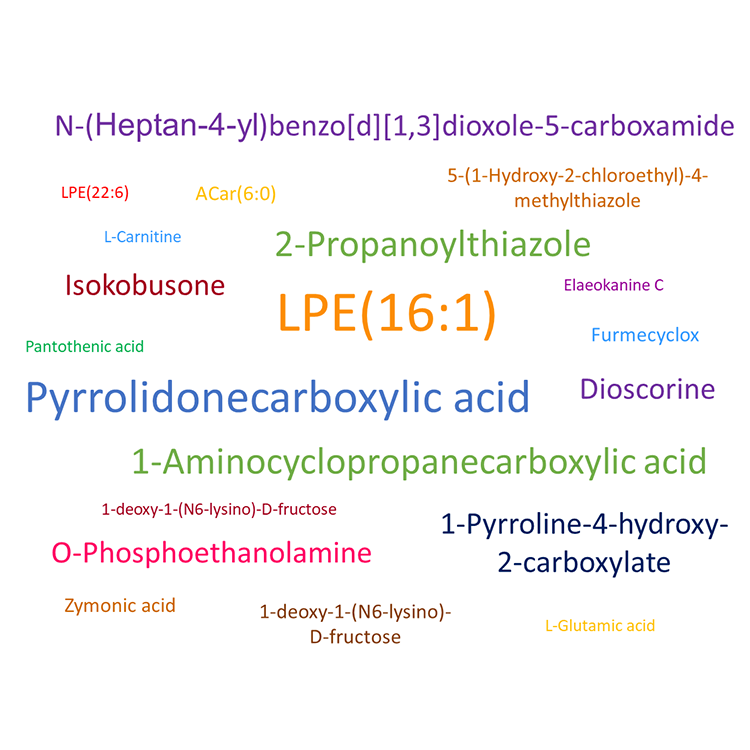 N-(Heptan-4-yl)benzo[d][1,3]dioxole-5-carboxamide
5-(1-Hydroxy-2-chloroethyl)-4-
methylthiazole
LPE(22:6)
ACar(6:0)
L-Carnitine
2-Propanoylthiazole
Isokobusone
Elaeokanine C
LPE(16:1)
Furmecyclox
Pantothenic acid
Pyrrolidonecarboxylic acid
Dioscorine
1-Aminocyclopropanecarboxylic acid
1-deoxy-1-(N6-lysino)-D-fructose
1-Pyrroline-4-hydroxy-
2-carboxylate
O-Phosphoethanolamine
Zymonic acid
1-deoxy-1-(N6-lysino)-
D-fructose
L-Glutamic acid